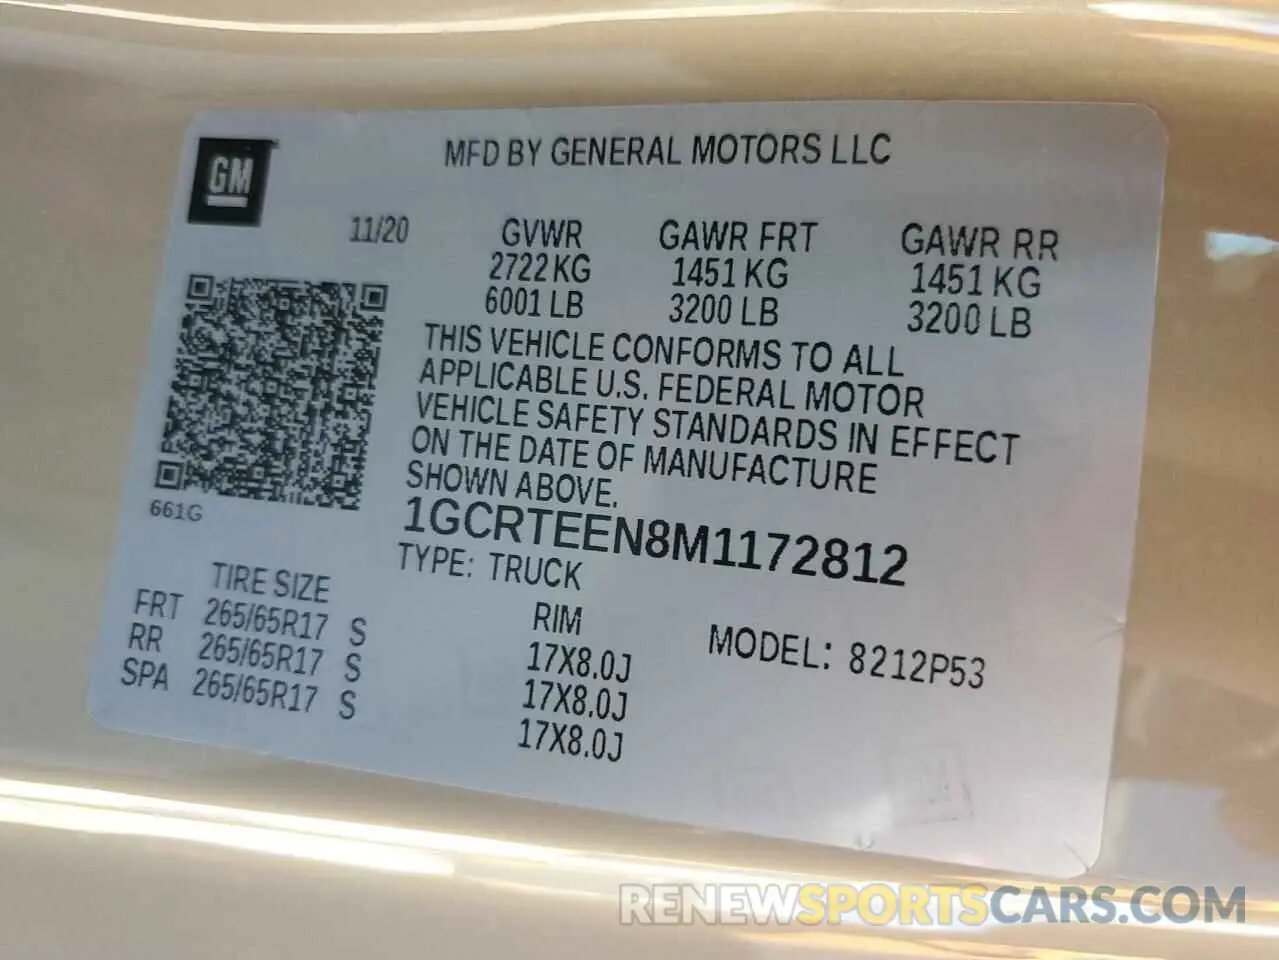 GM
MFD BY GENERAL MOTORS LLC
11/20 GVWR GAWR FRT GAWR RR
2722 KG 1451 KG 1451 KG
6001 LB 3200 LB 3200 LB
THIS VEHICLE CONFORMS TO ALL
APPLICABLE U.S. FEDERAL MOTOR
VEHICLE SAFETY STANDARDS IN EFFECT
ON THE DATE OF MANUFACTURE
SHOWN ABOVE.
661G
1GCRTEEN8M1172812
TYPE: TRUCK
TIRE SIZE RIM MODEL: 8212P53
FRT 265/65R17 S 17X8.0J
RR 265/65R17 S 17X8.0J
SPA 265/65R17 S 17X8.0J
RENEWSPORTSCARS.COM